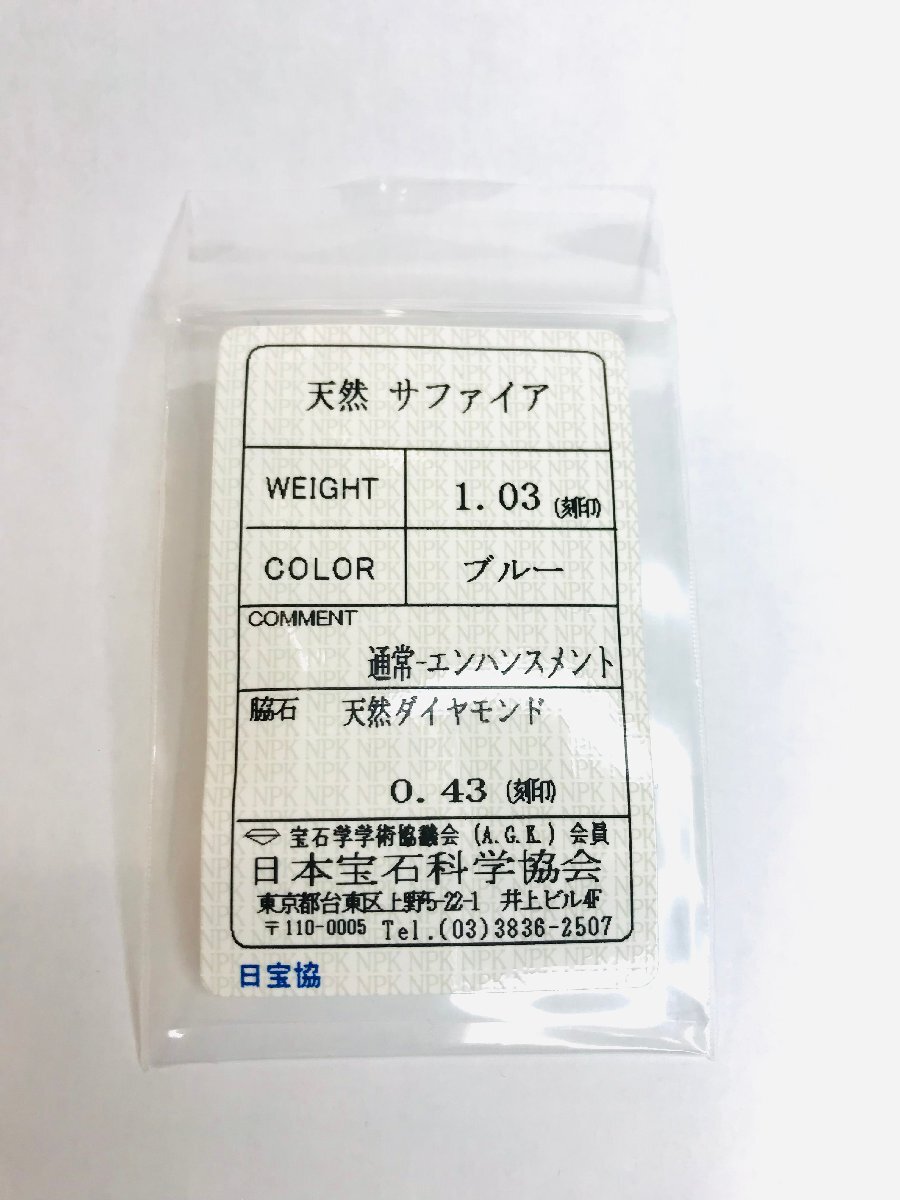 天然 サファイア
WEIGHT 1.03 (刻印)
COLOR ブルー
COMMENT
通常-エンハンスメント
脇石 天然ダイヤモンド
0.43 (刻印)
宝石学学術協議会 (A.G.K.) 会員
日本宝石科学協会
東京都台東区上野5-22-1 井上ビル4F
〒110-0005 Tel.(03)3836-2507
日宝協